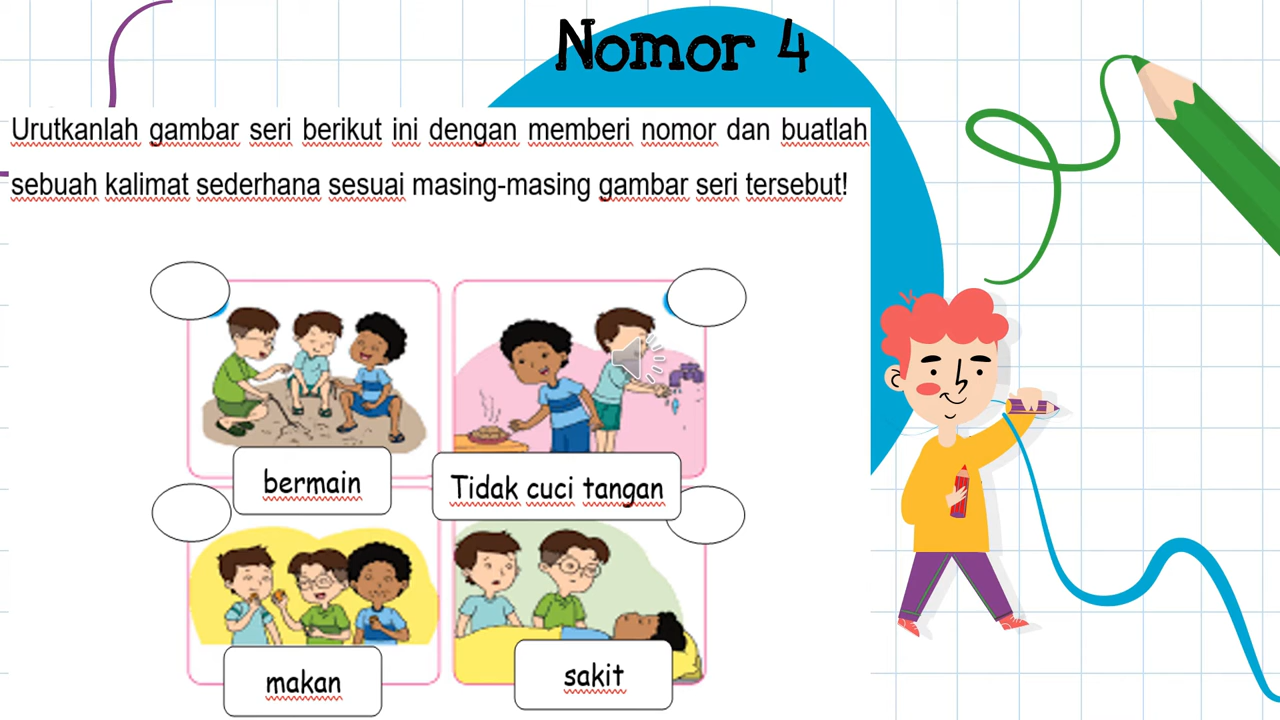 Nomor 4
Urutkanlah gambar seri berikut ini dengan memberi nomor dan buatlah
sebuah kalimat sederhana sesuai masing-masing gambar seri tersebut!
bermain
Tidak cuci tangan
makan
sakit